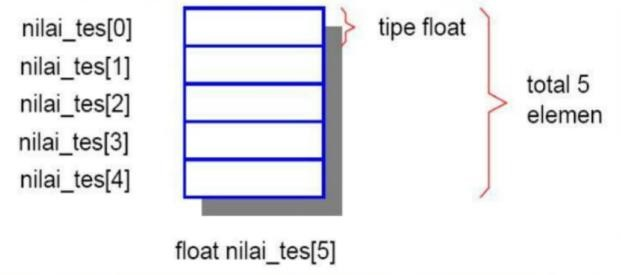 nilai_tes[0]
tipe float
nilai_tes[1]
nilai_tes[2]
nilai_tes[3]
nilai_tes[4]
total 5
elemen
float nilai_tes[5]